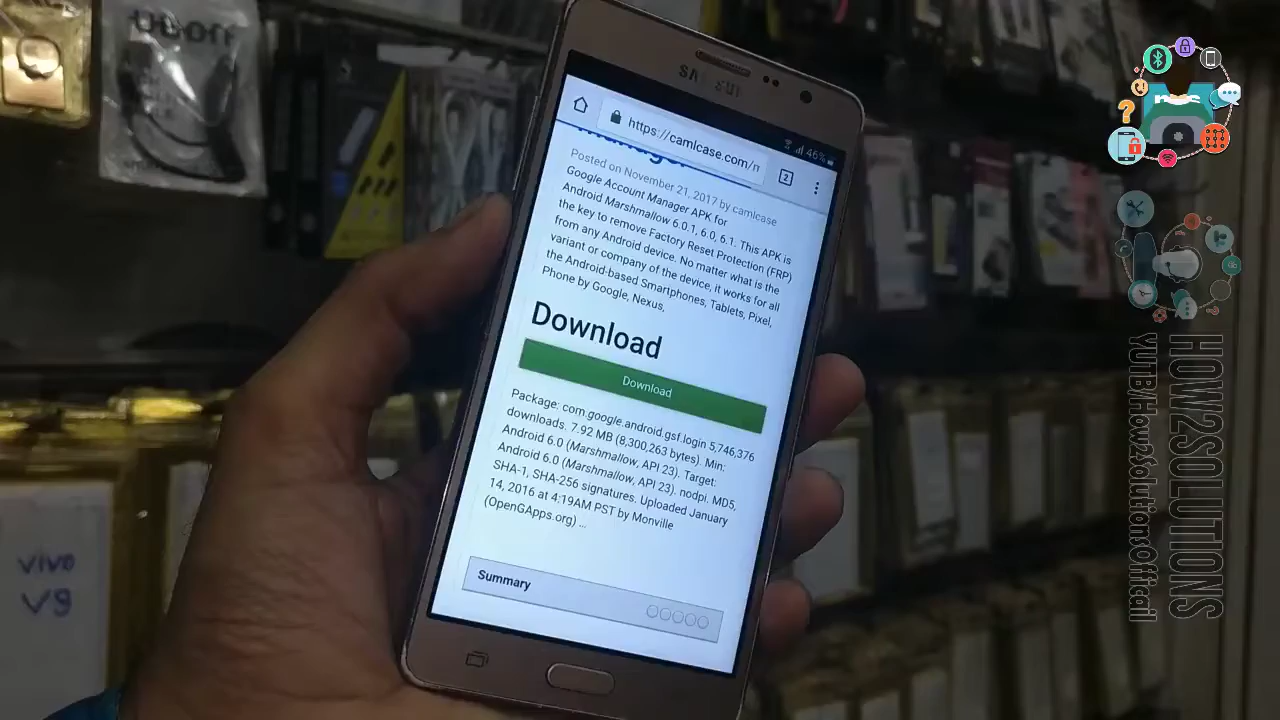 SAMSUNG
46%
https://camlcase.com/m
2
Posted on November 21, 2017 by camlcase
Google Account Manager APK for
Android Marshmallow 6.0.1, 6.0, 6.1. This APK is
the key to remove Factory Reset Protection (FRP)
from any Android device. No matter what is the
variant or company of the device, it works for all
the Android-based Smartphones, Tablets, Pixel,
Phone by Google, Nexus,
Download
Download
Package: com.google.android.gsf.login 5,746,376
downloads. 7.92 MB (8,300,263 bytes). Min:
Android 6.0 (Marshmallow, API 23). Target:
Android 6.0 (Marshmallow, API 23). nodpi. MD5,
SHA-1, SHA-256 signatures. Uploaded January
14, 2016 at 4:19AM PST by Monville
(OpenGApps.org) ...
Summary
vivo
V9
HOW2SOLUTIONS
YUTB/How2SolutionsOfficail